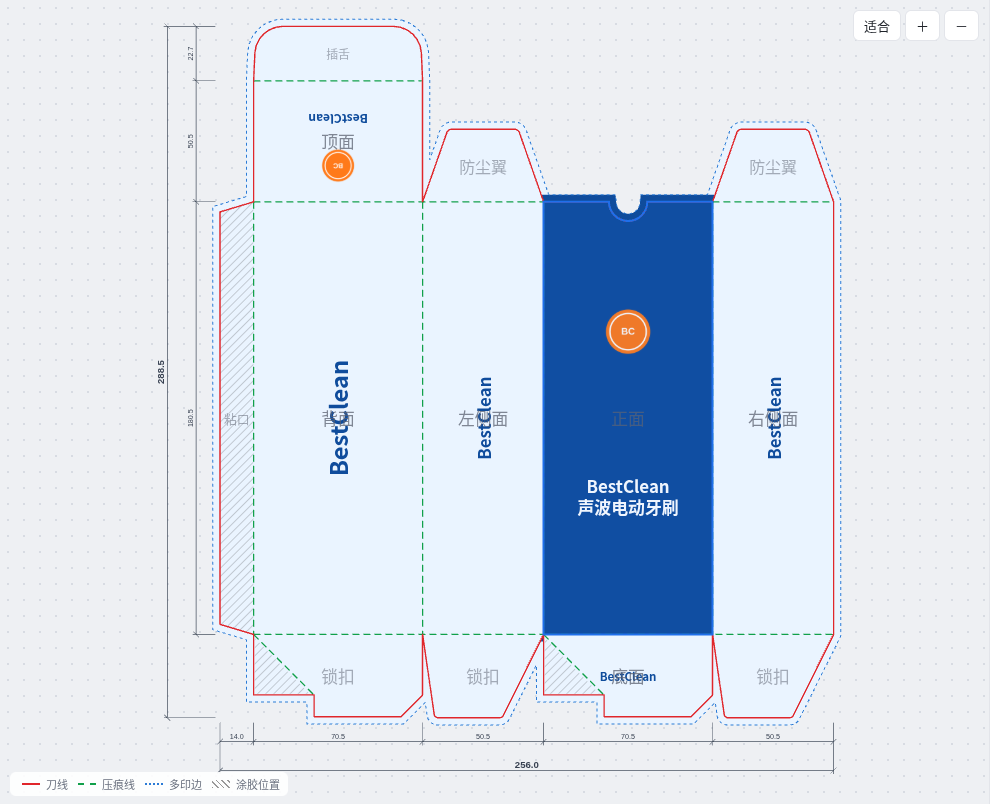 适合
+
−
22.7
插舌
BestClean
顶面
BC
50.5
防尘翼
防尘翼
288.5
180.5
粘口
背面
BestClean
左侧面
BestClean
BC
正面
BestClean
声波电动牙刷
右侧面
BestClean
锁扣
锁扣
底面
BestClean
锁扣
14.0
70.5
50.5
70.5
50.5
256.0
刀线
压痕线
多印边
涂胶位置